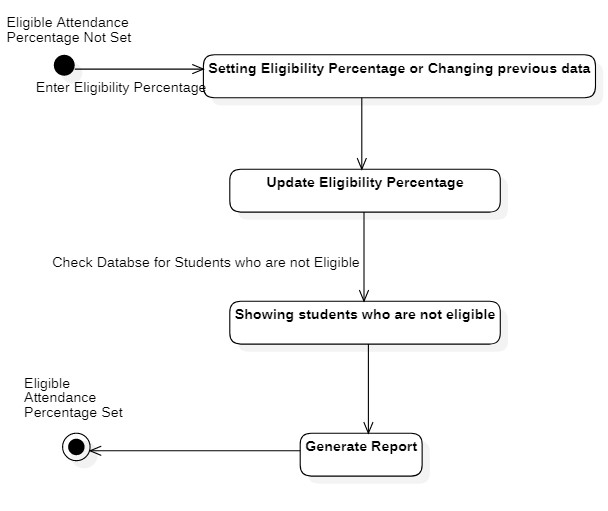 Eligible Attendance
Percentage Not Set
Setting Eligibility Percentage or Changing previous data
Enter Eligibility Percentage
Update Eligibility Percentage
Check Databse for Students who are not Eligible
Showing students who are not eligible
Eligible
Attendance
Percentage Set
Generate Report